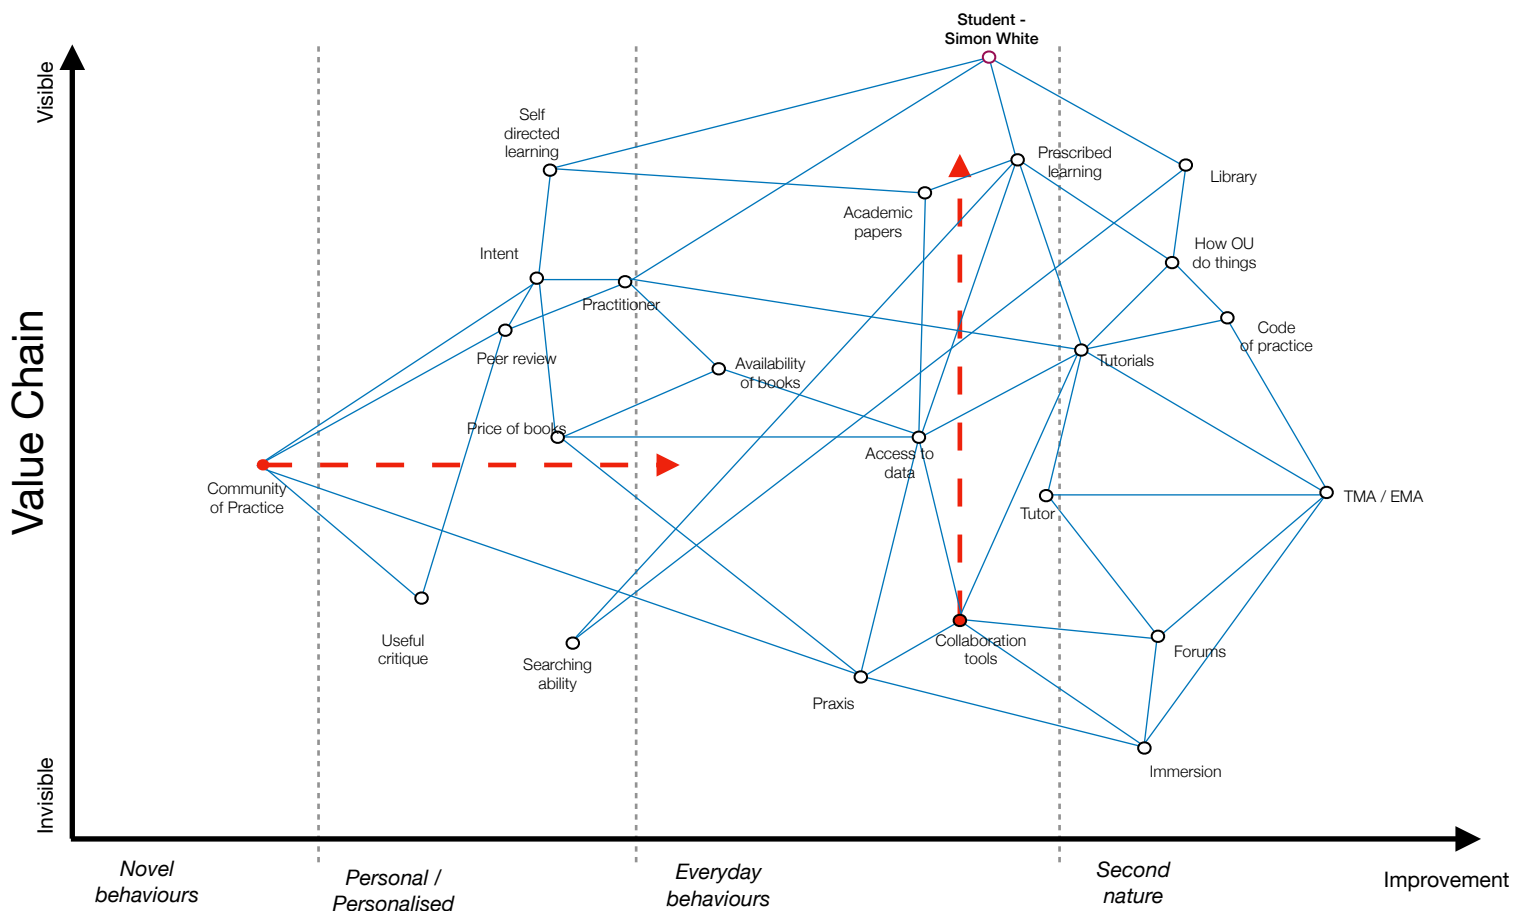 Student -
Simon White
Visible
Self
directed
learning
Prescribed
learning
Library
Academic
papers
Intent
How OU
do things
Practitioner
Code
of practice
Peer review
Availability
of books
Tutorials
Value Chain
Price of books
Access to
data
Community
of Practice
TMA / EMA
Tutor
Useful
critique
Searching
ability
Collaboration
tools
Forums
Praxis
Immersion
Invisible
Novel
behaviours
Personal /
Personalised
Everyday
behaviours
Second
nature
Improvement